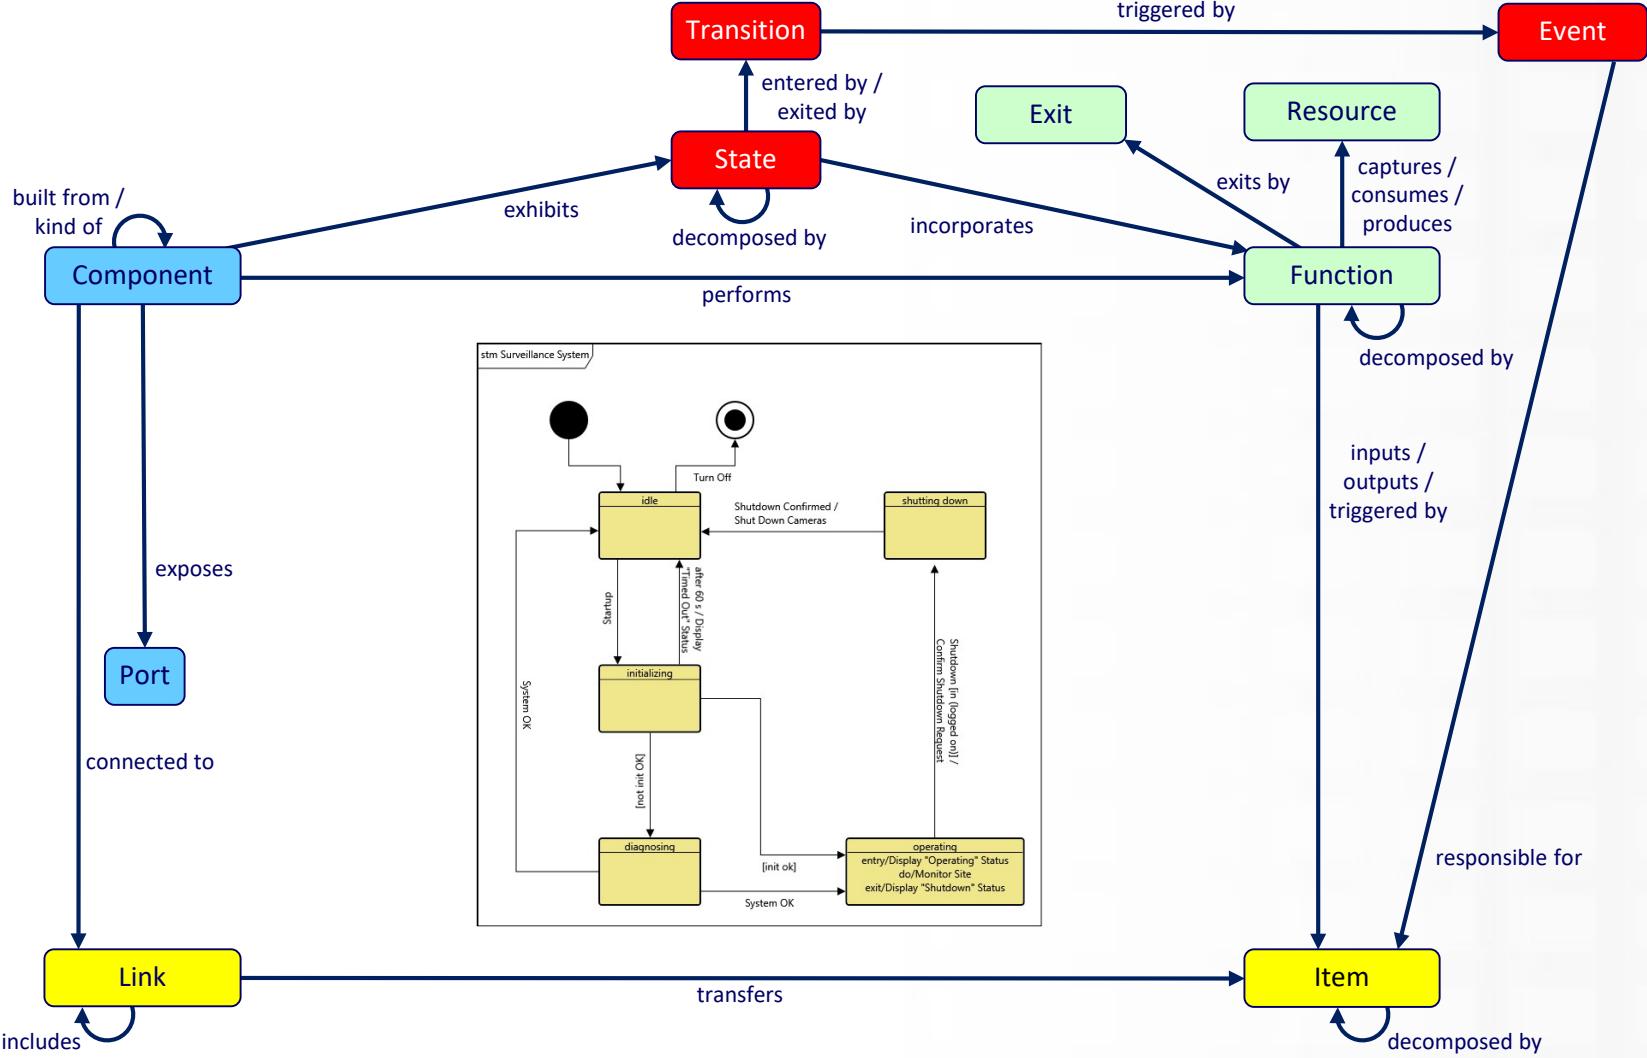 triggered by
Transition
Event
entered by /
exited by
Exit
Resource
State
captures /
consumes /
produces
exits by
built from /
kind of
exhibits
decomposed by
incorporates
Component
performs
Function
decomposed by
stm Surveillance System
Turn Off
idle
Shutdown Confirmed /
Shut Down Cameras
shutting down
inputs /
outputs /
triggered by
exposes
Startup
after 60 s / Display
"Timed Out" Status
Port
initializing
System OK
Shutdown [in (logged on)] /
Confirm Shutdown Request
connected to
[not init OK]
diagnosing
[init ok]
System OK
operating
entry/Display "Operating" Status
do/Monitor Site
exit/Display "Shutdown" Status
responsible for
Link
transfers
Item
includes
decomposed by